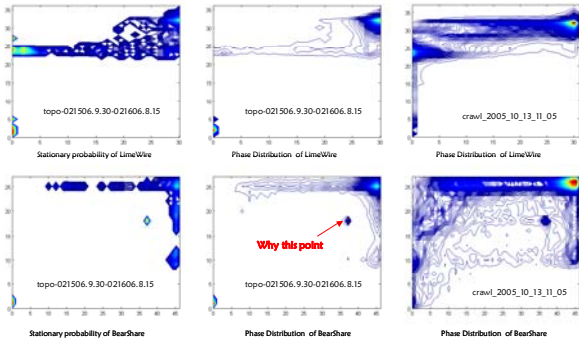 topo-021506.9.30-021606.8.15
topo-021506.9.30-021606.8.15
crawl_2005_10_13_11_05
Stationary probability of LimeWire
Phase Distribution of LimeWire
Phase Distribution of LimeWire
Why this point
topo-021506.9.30-021606.8.15
topo-021506.9.30-021606.8.15
crawl_2005_10_13_11_05
Stationary probability of BearShare
Phase Distribution of BearShare
Phase Distribution of BearShare